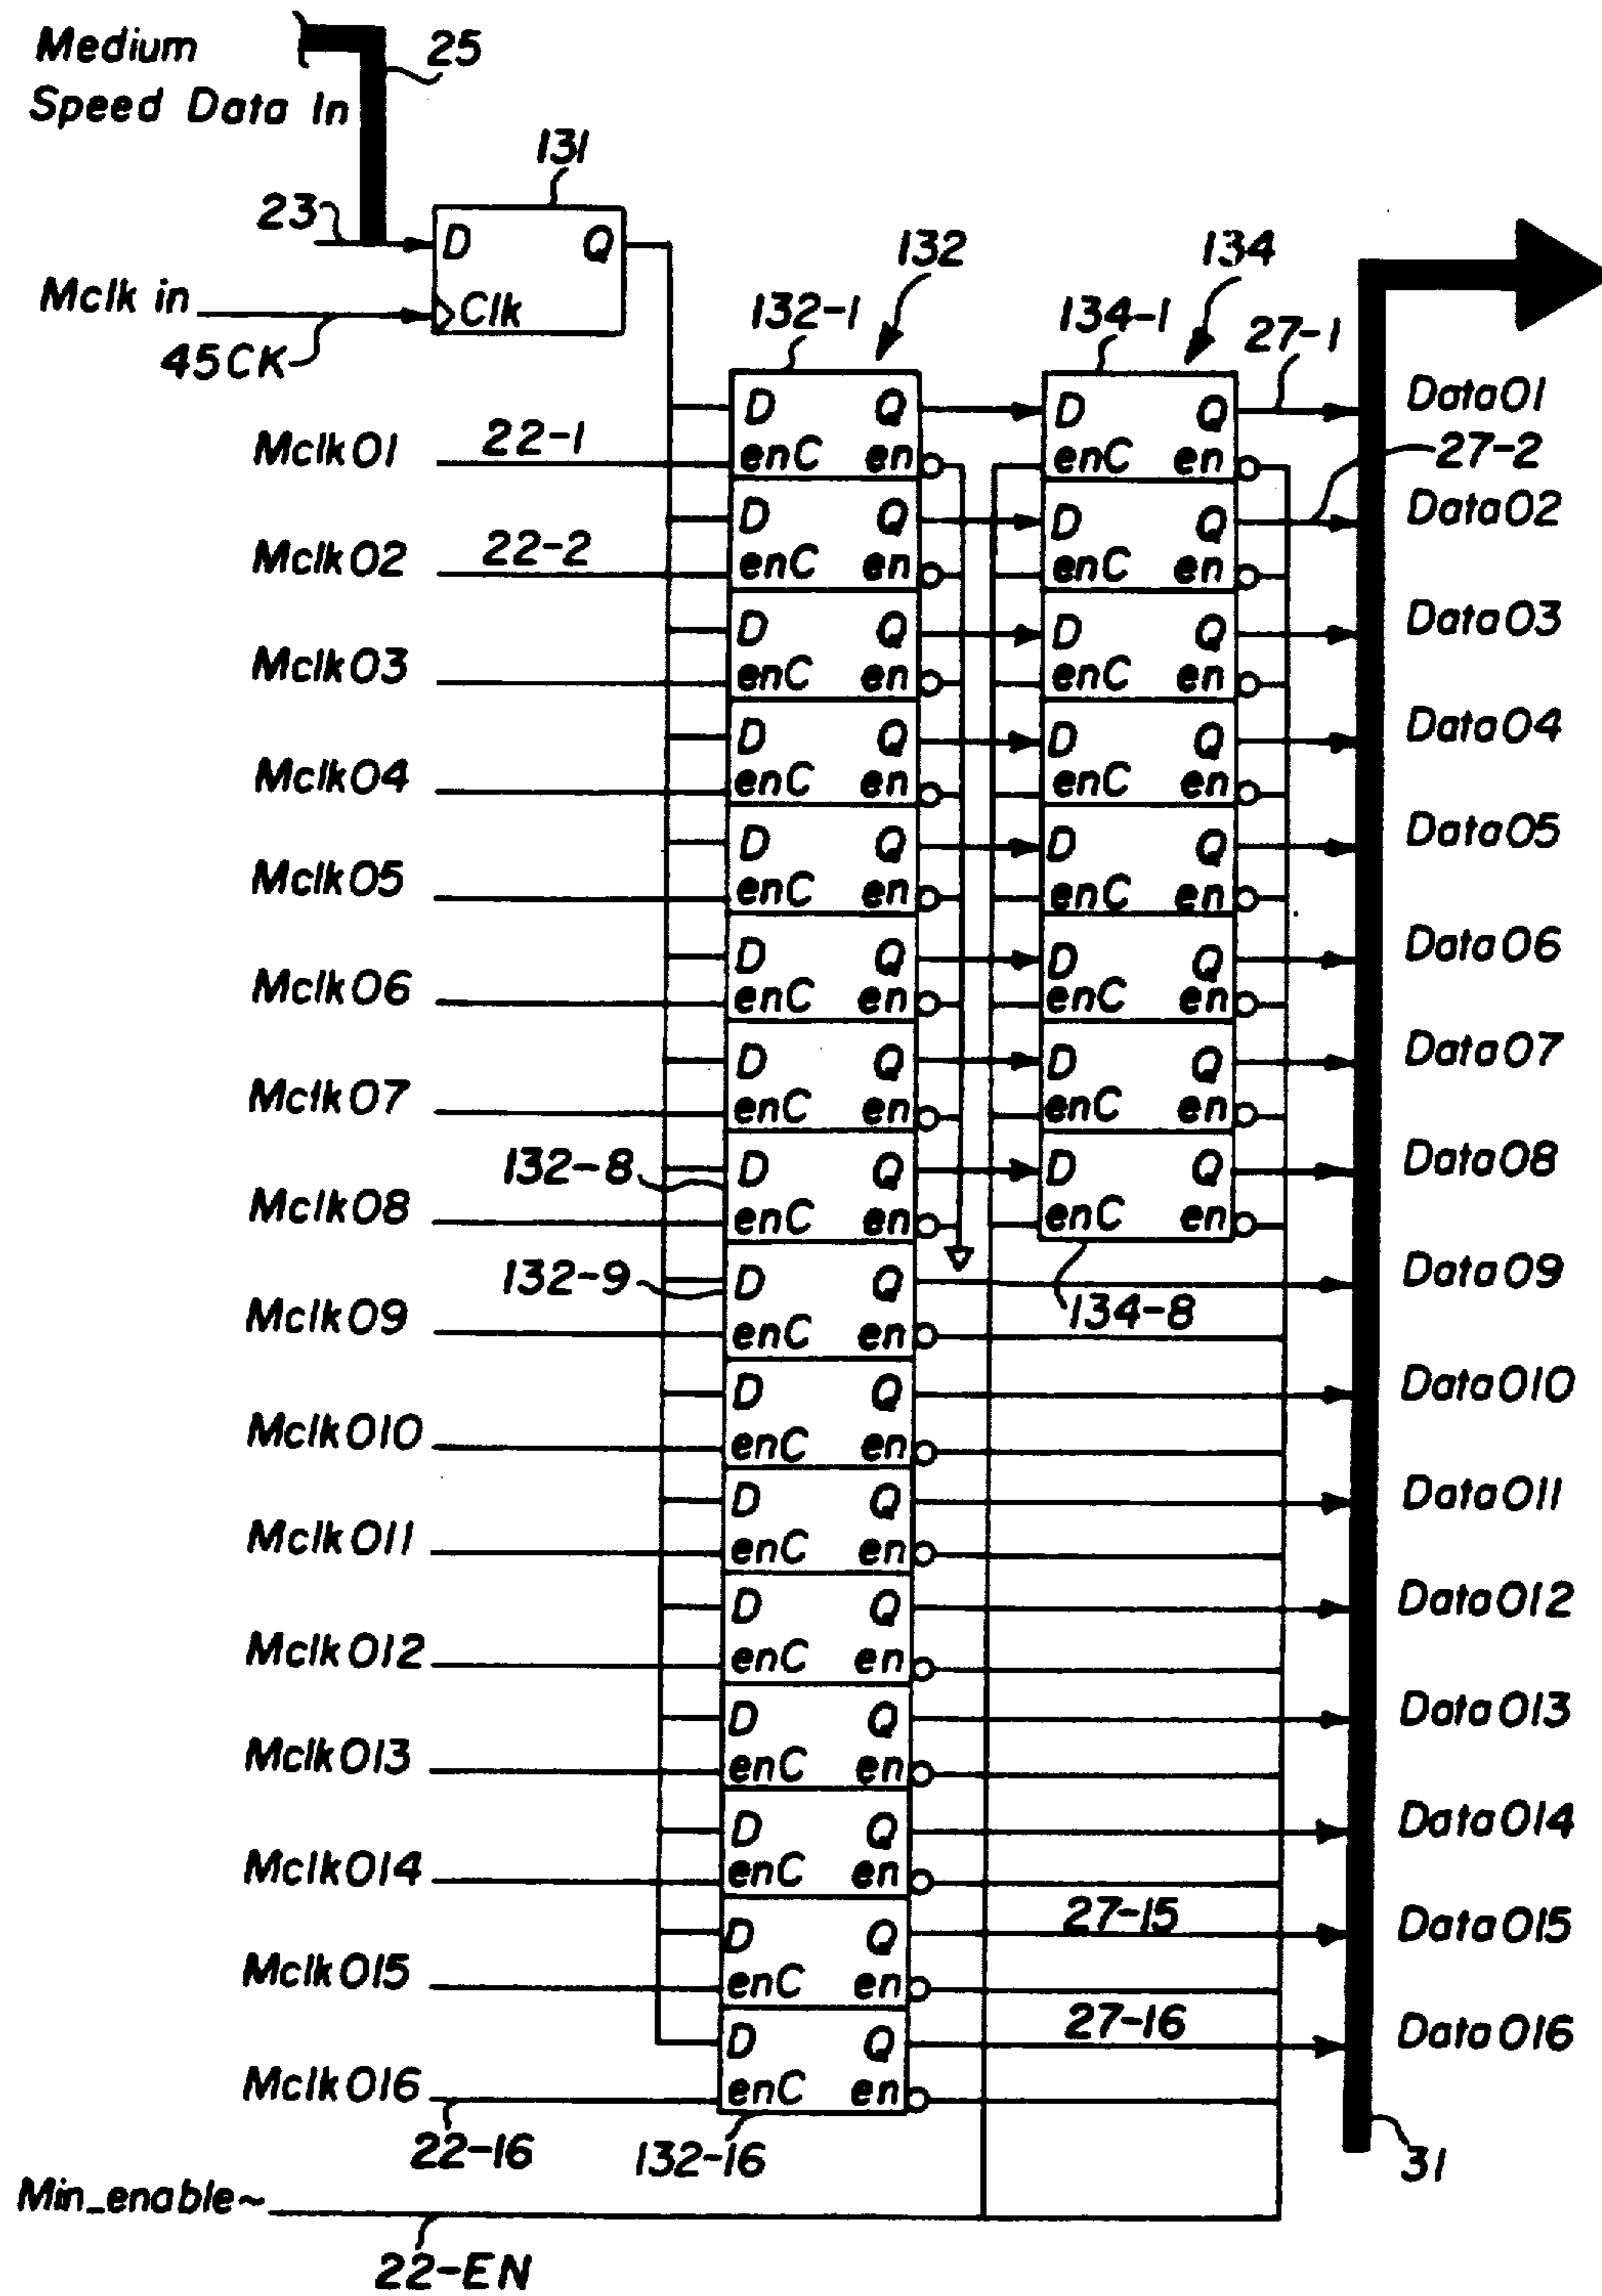 Medium
Speed Data In
25
131
23
D Q
Clk
Mclk in
45CK
132
134
132-1
134-1
27-1
D Q D Q Data01
Mclk01 22-1 enC en enC en
27-2
D Q D Q Data02
Mclk02 22-2 enC en enC en
D Q D Q Data03
Mclk03 enC en enC en
D Q D Q Data04
Mclk04 enC en enC en
D Q D Q Data05
Mclk05 enC en enC en
D Q D Q Data06
Mclk06 enC en enC en
D Q D Q Data07
Mclk07 enC en enC en
132-8 D Q D Q Data08
Mclk08 enC en enC en
132-9 D Q Data09
134-8
Mclk09 enC en
D Q Data010
Mclk010 enC en
D Q Data011
Mclk011 enC en
D Q Data012
Mclk012 enC en
D Q Data013
Mclk013 enC en
D Q Data014
Mclk014 enC en
D Q 27-15 Data015
Mclk015 enC en
D Q 27-16 Data016
Mclk016 enC en
22-16
132-16
31
Min_enable~
22-EN